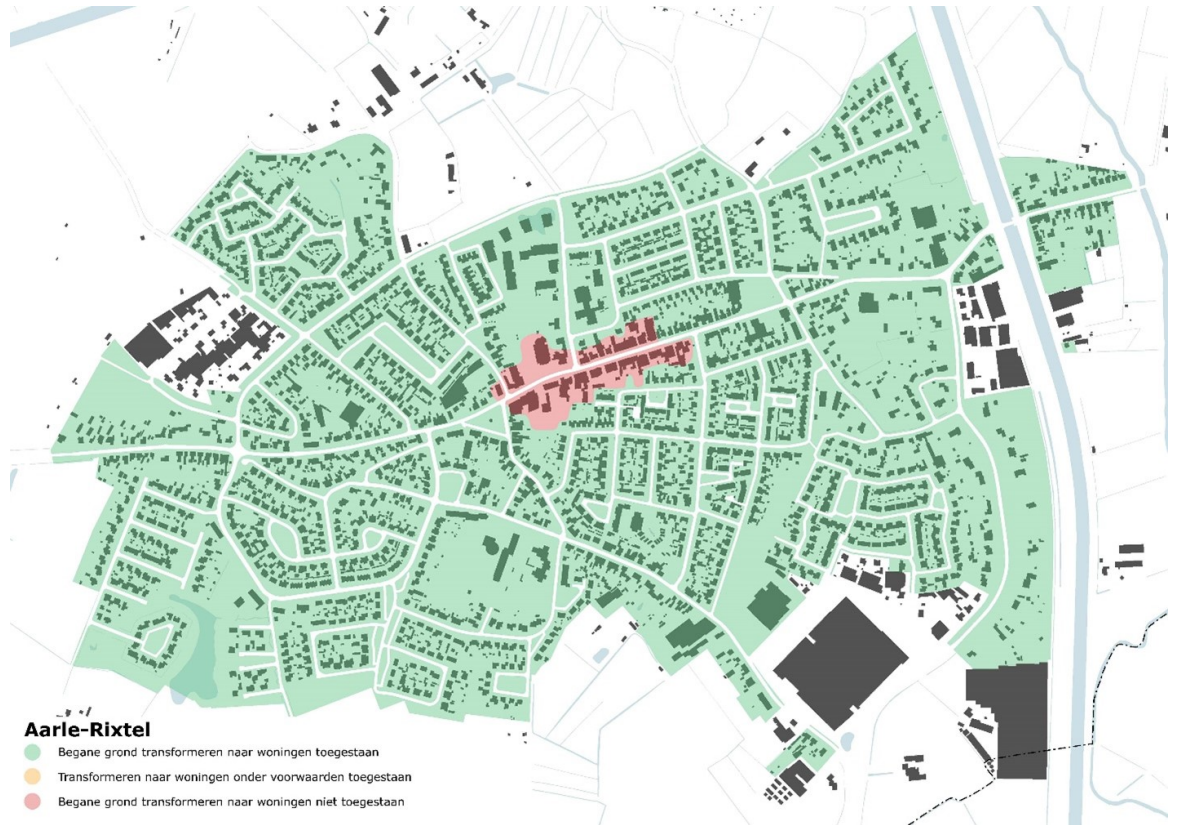 Aarle-Rixtel
Begane grond transformeren naar woningen toegestaan
Transformeren naar woningen onder voorwaarden toegestaan
Begane grond transformeren naar woningen niet toegestaan